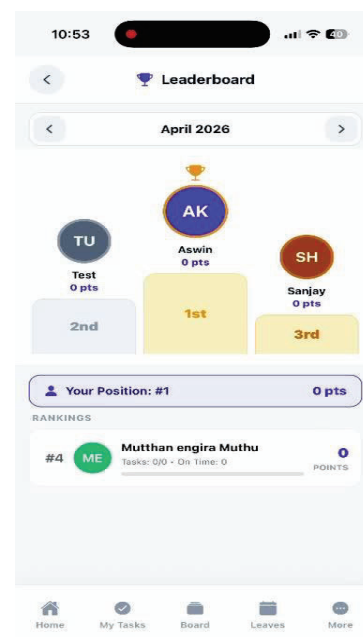 10:53
40
Leaderboard
April 2026
AK
Aswin
0 pts
TU
Test
0 pts
SH
Sanjay
0 pts
1st
2nd
3rd
Your Position: #1 0 pts
RANKINGS
#4 ME Mutthan engira Muthu 0
Tasks: 0/0 - On Time: 0 POINTS
Home My Tasks Board Leaves More